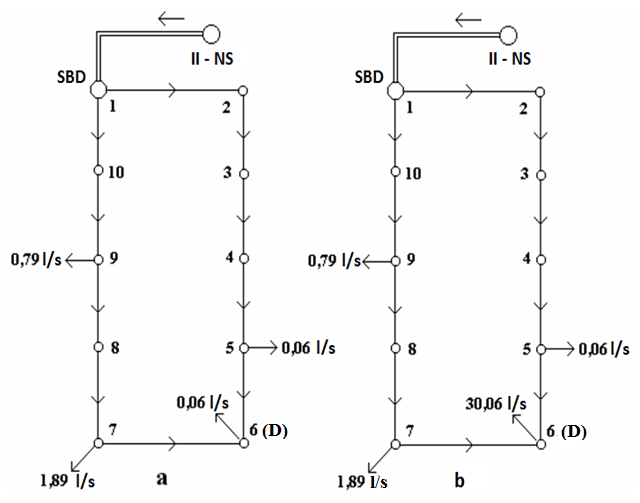 II - NS
SBD
1
2
10
3
0,79 l/s
9
4
8
5
0,06 l/s
0,06 l/s
7
6 (D)
1,89 l/s
a
II - NS
SBD
1
2
10
3
0,79 l/s
9
4
8
5
0,06 l/s
30,06 l/s
7
6 (D)
1,89 l/s
b